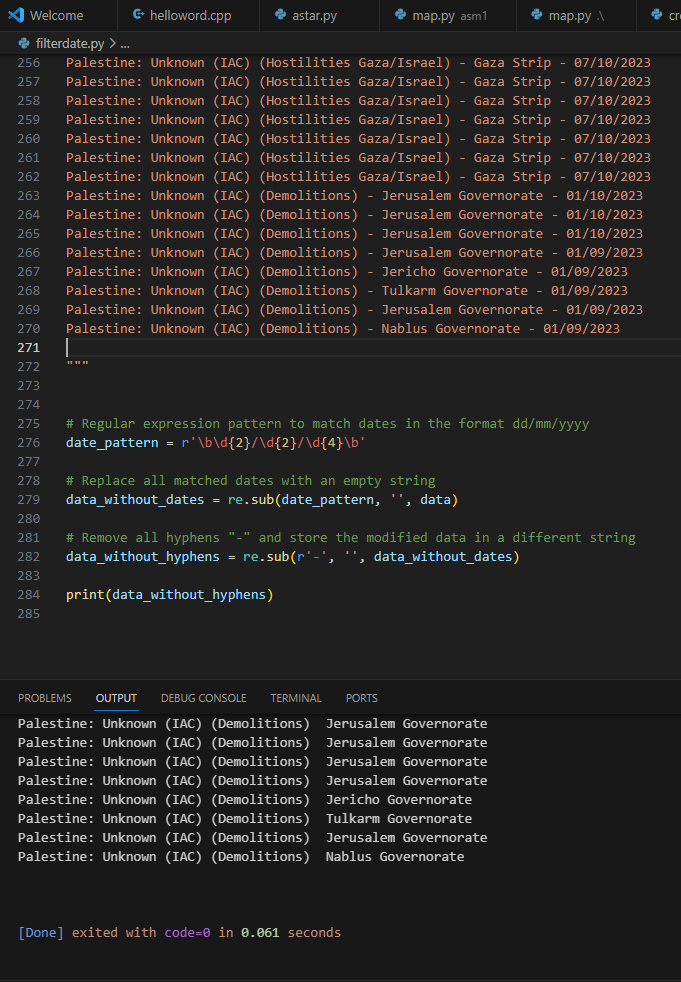 Welcome helloword.cpp astar.py map.py asm1 map.py .\ cr
filterdate.py > ...
256 Palestine: Unknown (IAC) (Hostilities Gaza/Israel) - Gaza Strip - 07/10/2023
257 Palestine: Unknown (IAC) (Hostilities Gaza/Israel) - Gaza Strip - 07/10/2023
258 Palestine: Unknown (IAC) (Hostilities Gaza/Israel) - Gaza Strip - 07/10/2023
259 Palestine: Unknown (IAC) (Hostilities Gaza/Israel) - Gaza Strip - 07/10/2023
260 Palestine: Unknown (IAC) (Hostilities Gaza/Israel) - Gaza Strip - 07/10/2023
261 Palestine: Unknown (IAC) (Hostilities Gaza/Israel) - Gaza Strip - 07/10/2023
262 Palestine: Unknown (IAC) (Hostilities Gaza/Israel) - Gaza Strip - 07/10/2023
263 Palestine: Unknown (IAC) (Demolitions) - Jerusalem Governorate - 01/10/2023
264 Palestine: Unknown (IAC) (Demolitions) - Jerusalem Governorate - 01/10/2023
265 Palestine: Unknown (IAC) (Demolitions) - Jerusalem Governorate - 01/10/2023
266 Palestine: Unknown (IAC) (Demolitions) - Jerusalem Governorate - 01/09/2023
267 Palestine: Unknown (IAC) (Demolitions) - Jericho Governorate - 01/09/2023
268 Palestine: Unknown (IAC) (Demolitions) - Tulkarm Governorate - 01/09/2023
269 Palestine: Unknown (IAC) (Demolitions) - Jerusalem Governorate - 01/09/2023
270 Palestine: Unknown (IAC) (Demolitions) - Nablus Governorate - 01/09/2023
271
272 """
273
274
275 # Regular expression pattern to match dates in the format dd/mm/yyyy
276 date_pattern = r'\b\d{2}/\d{2}/\d{4}\b'
277
278 # Replace all matched dates with an empty string
279 data_without_dates = re.sub(date_pattern, '', data)
280
281 # Remove all hyphens "-" and store the modified data in a different string
282 data_without_hyphens = re.sub(r'-', '', data_without_dates)
283
284 print(data_without_hyphens)
285
PROBLEMS OUTPUT DEBUG CONSOLE TERMINAL PORTS
Palestine: Unknown (IAC) (Demolitions)  Jerusalem Governorate
Palestine: Unknown (IAC) (Demolitions)  Jerusalem Governorate
Palestine: Unknown (IAC) (Demolitions)  Jerusalem Governorate
Palestine: Unknown (IAC) (Demolitions)  Jerusalem Governorate
Palestine: Unknown (IAC) (Demolitions)  Jericho Governorate
Palestine: Unknown (IAC) (Demolitions)  Tulkarm Governorate
Palestine: Unknown (IAC) (Demolitions)  Jerusalem Governorate
Palestine: Unknown (IAC) (Demolitions)  Nablus Governorate
[Done] exited with code=0 in 0.061 seconds